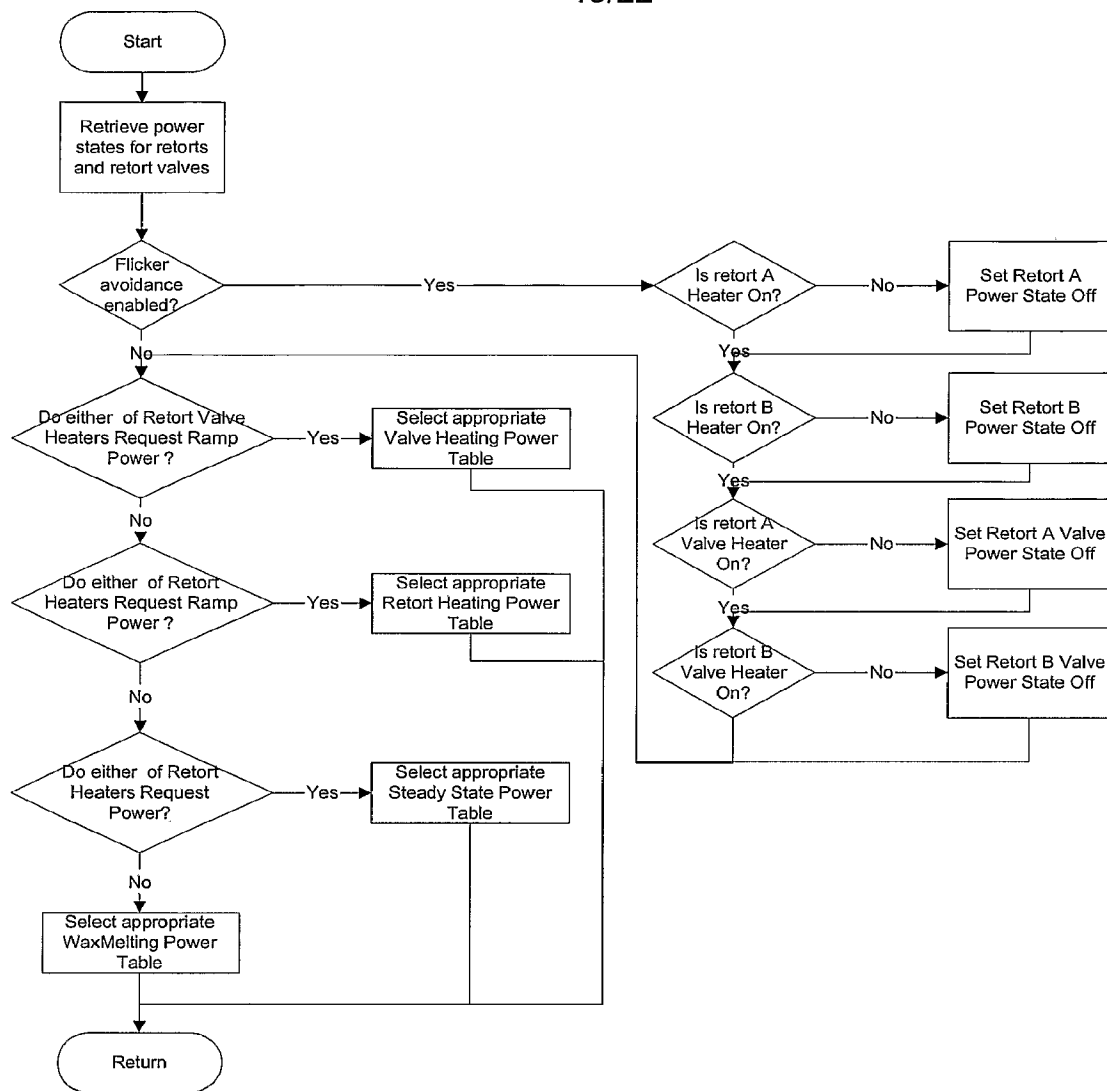 Start
Retrieve power
states for retorts
and retort valves
Flicker
avoidance
enabled?
Yes
No
Is retort A
Heater On?
No
Set Retort A
Power State Off
Yes
Is retort B
Heater On?
No
Set Retort B
Power State Off
Yes
Is retort A
Valve Heater
On?
No
Set Retort A Valve
Power State Off
Yes
Is retort B
Valve Heater
On?
No
Set Retort B Valve
Power State Off
Do either of Retort Valve
Heaters Request Ramp
Power ?
Yes
Select appropriate
Valve Heating Power
Table
No
Do either of Retort
Heaters Request Ramp
Power ?
Yes
Select appropriate
Retort Heating Power
Table
No
Do either of Retort
Heaters Request
Power?
Yes
Select appropriate
Steady State Power
Table
No
Select appropriate
WaxMelting Power
Table
Return